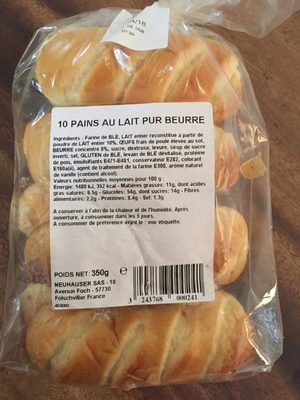 /18
10 PAINS AU LAIT PUR BEURRE
Ingrédients : Farine de BLE, LAIT entier reconstitué à partir de
poudre de LAIT entier 10%, ŒUFS frais de poule élevée au sol,
BEURRE concentré 8%, sucre, dextrose, levure, sirop de sucre
inverti, sel, GLUTEN de BLE, levain de BLE dévitalisé, protéine
de pois, émulsifiants E471-E481, conservateur E282, colorant
E160a(ii), agent de traitement de la farine E300, arôme naturel
de vanille (contient alcool).
Valeurs nutritionnelles moyennes pour 100 g :
Energie: 1480 kJ, 352 kcal - Matières grasses: 11g, dont acides
gras saturés: 6.5g - Glucides: 54g, dont sucres: 14g - Fibres
alimentaires: 2.2g - Protéines: 8.4g - Sel: 1.3g
A conserver à l'abri de la chaleur et de l'humidité. Après
ouverture, à consommer dans les 5 jours.
A consommer de préférence avant le : voir étiquette.
POIDS NET: 350g e
NEUHAUSER SAS - 18
Avenue Foch - 57730
Folschviller France
3 243768 000241